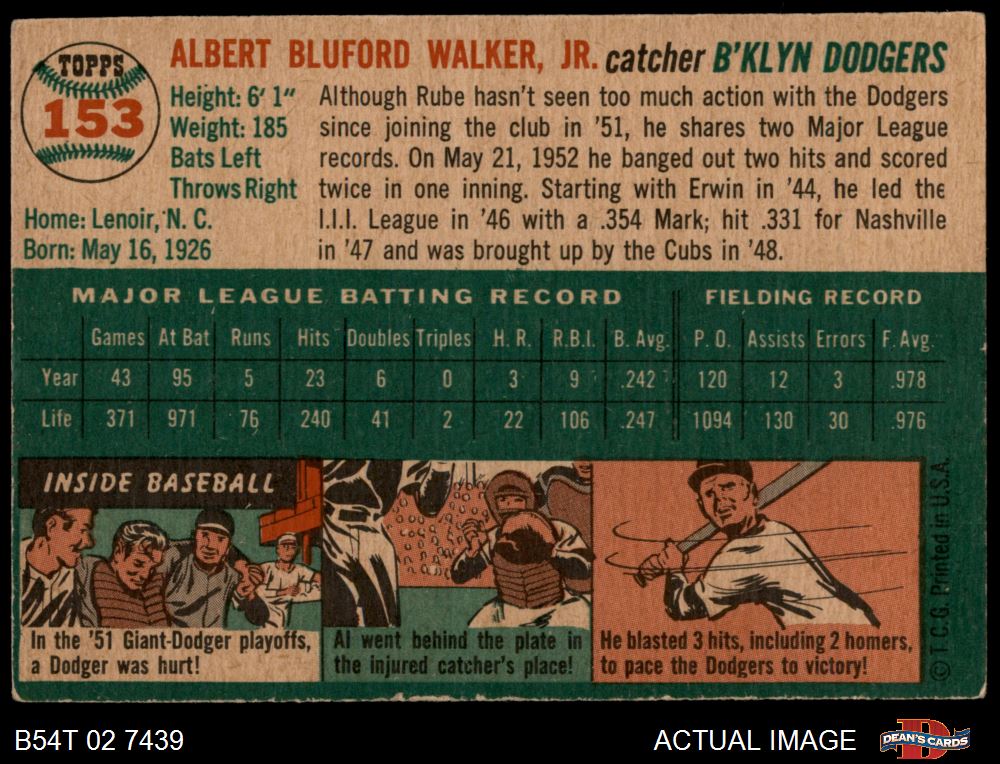 TOPPS
153
ALBERT BLUFORD WALKER, JR. catcher B'KLYN DODGERS
Height: 6' 1"
Weight: 185
Bats Left
Throws Right
Home: Lenoir, N. C.
Born: May 16, 1926
Although Rube hasn't seen too much action with the Dodgers
since joining the club in '51, he shares two Major League
records. On May 21, 1952 he banged out two hits and scored
twice in one inning. Starting with Erwin in '44, he led the
I.I.I. League in '46 with a .354 Mark; hit .331 for Nashville
in '47 and was brought up by the Cubs in '48.
MAJOR LEAGUE BATTING RECORD FIELDING RECORD
Games At Bat Runs Hits Doubles Triples H. R. R.B.I. B. Avg. P. O. Assists Errors F. Avg.
Year 43 95 5 23 6 0 3 9 .242 120 12 3 .978
Life 371 971 76 240 41 2 22 106 .247 1094 130 30 .976
INSIDE BASEBALL
In the '51 Giant-Dodger playoffs,
a Dodger was hurt!
Al went behind the plate in
the injured catcher's place!
He blasted 3 hits, including 2 homers,
to pace the Dodgers to victory!
© T. C. G. Printed in U.S.A.
B54T 02 7439
ACTUAL IMAGE
D
DEAN'S CARDS